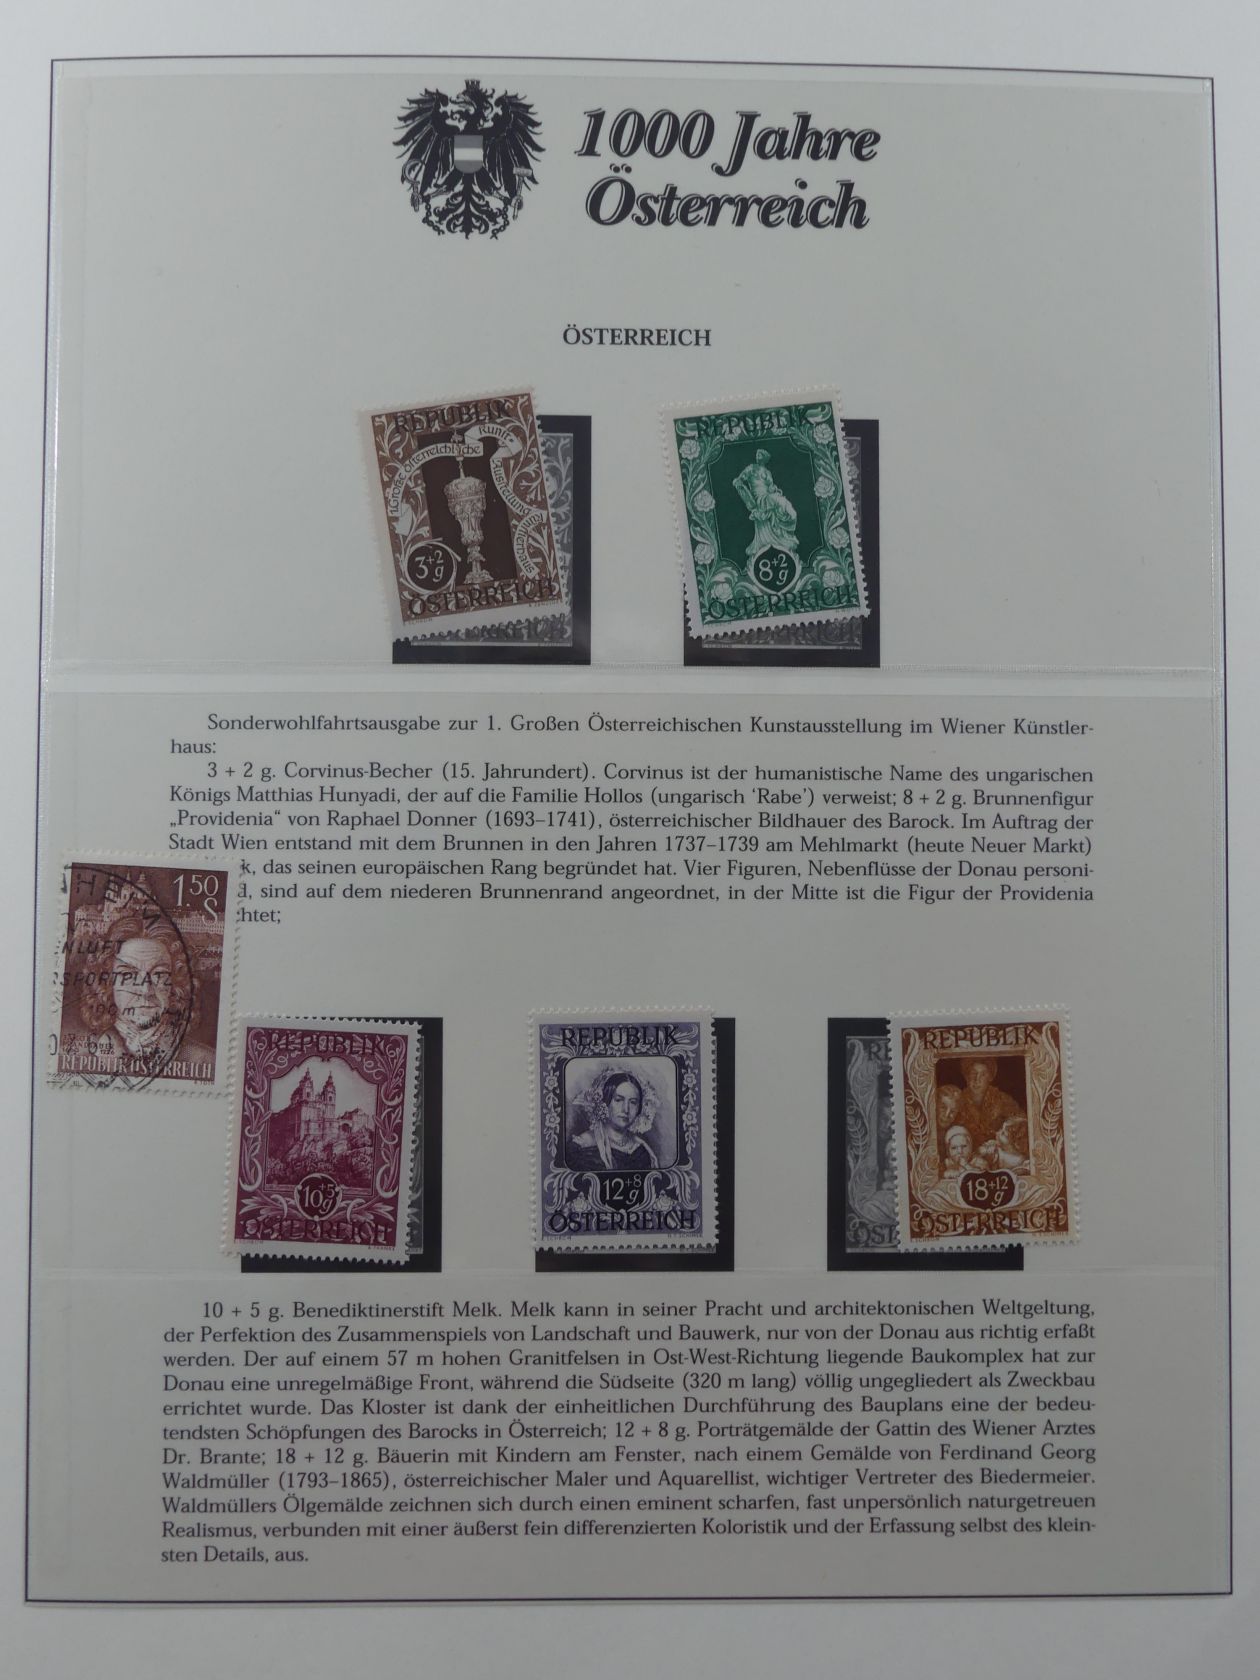 1000 Jahre
Österreich
ÖSTERREICH
REPUBLIK
1. Große Österreichische Kunst-
Ausstellung Künstlerhaus
3+2 g
ÖSTERREICH
REPUBLIK
8+2 g
ÖSTERREICH
Sonderwohlfahrtsausgabe zur 1. Großen Österreichischen Kunstausstellung im Wiener Künstler-
haus:
3 + 2 g. Corvinus-Becher (15. Jahrhundert). Corvinus ist der humanistische Name des ungarischen
Königs Matthias Hunyadi, der auf die Familie Hollos (ungarisch ‘Rabe’) verweist; 8 + 2 g. Brunnenfigur
„Providenia“ von Raphael Donner (1693–1741), österreichischer Bildhauer des Barock. Im Auftrag der
Stadt Wien entstand mit dem Brunnen in den Jahren 1737–1739 am Mehlmarkt (heute Neuer Markt)
k, das seinen europäischen Rang begründet hat. Vier Figuren, Nebenflüsse der Donau personi-
d, sind auf dem niederen Brunnenrand angeordnet, in der Mitte ist die Figur der Providenia
chtet;
1.50
S
HEIM
ENLUFT
SPORTPLATZ
100 m
REPUBLIK ÖSTERREICH
REPUBLIK
10+5 g
ÖSTERREICH
REPUBLIK
12+8 g
ÖSTERREICH
REPUBLIK
18+12 g
ÖSTERREICH
10 + 5 g. Benediktinerstift Melk. Melk kann in seiner Pracht und architektonischen Weltgeltung,
der Perfektion des Zusammenspiels von Landschaft und Bauwerk, nur von der Donau aus richtig erfaßt
werden. Der auf einem 57 m hohen Granitfelsen in Ost-West-Richtung liegende Baukomplex hat zur
Donau eine unregelmäßige Front, während die Südseite (320 m lang) völlig ungegliedert als Zweckbau
errichtet wurde. Das Kloster ist dank der einheitlichen Durchführung des Bauplans eine der bedeu-
tendsten Schöpfungen des Barocks in Österreich; 12 + 8 g. Porträtgemälde der Gattin des Wiener Arztes
Dr. Brante; 18 + 12 g. Bäuerin mit Kindern am Fenster, nach einem Gemälde von Ferdinand Georg
Waldmüller (1793–1865), österreichischer Maler und Aquarellist, wichtiger Vertreter des Biedermeier.
Waldmüllers Ölgemälde zeichnen sich durch einen eminent scharfen, fast unpersönlich naturgetreuen
Realismus, verbunden mit einer äußerst fein differenzierten Koloristik und der Erfassung selbst des klein-
sten Details, aus.